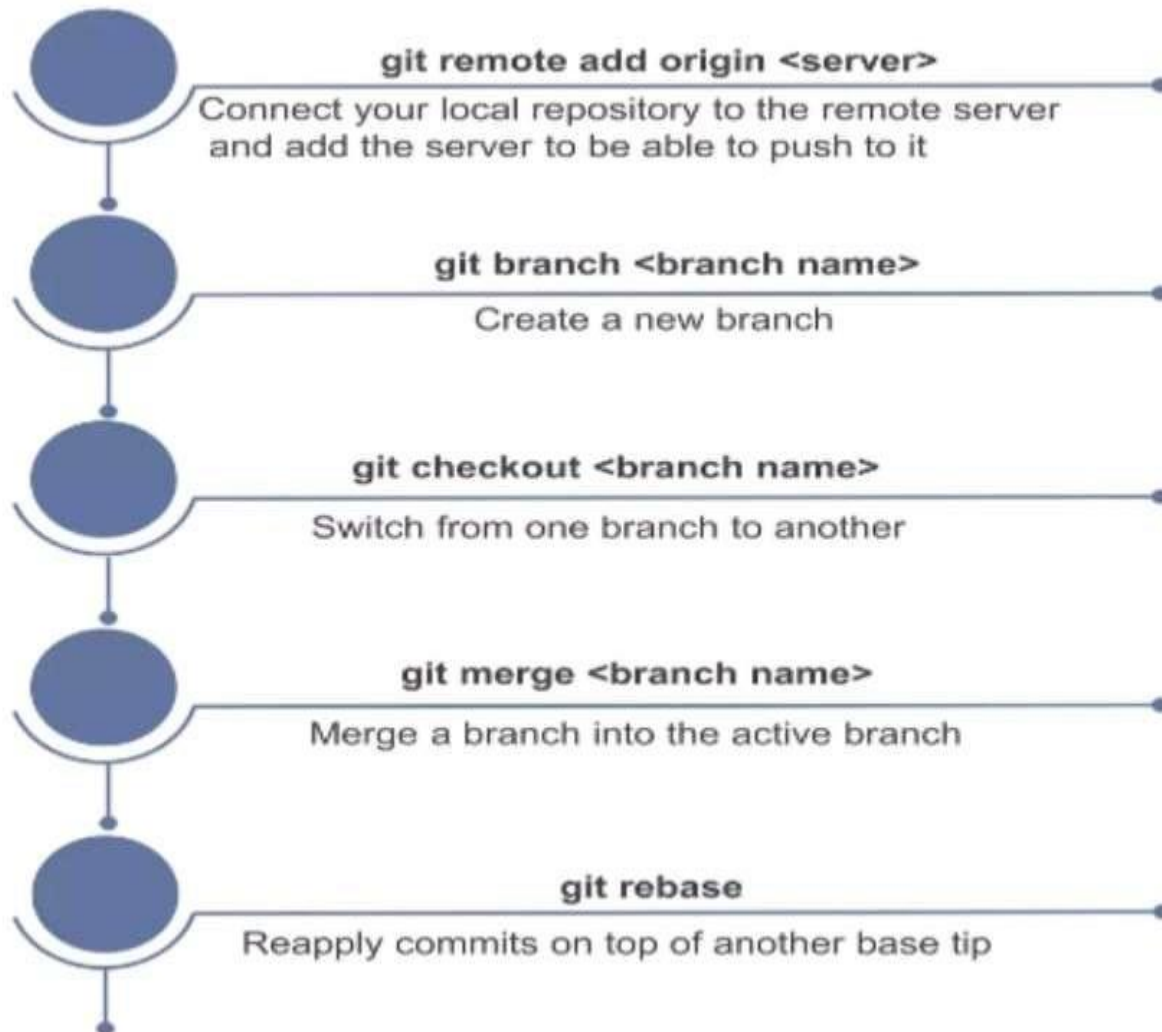 git remote add origin <server>
Connect your local repository to the remote server
and add the server to be able to push to it
git branch <branch name>
Create a new branch
git checkout <branch name>
Switch from one branch to another
git merge <branch name>
Merge a branch into the active branch
git rebase
Reapply commits on top of another base tip